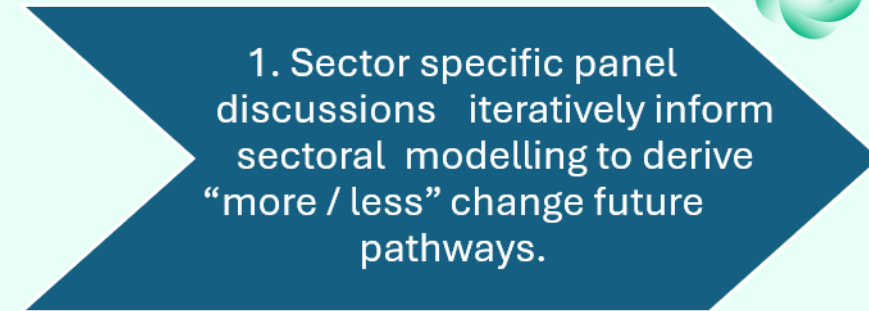 1. Sector specific panel
discussions iteratively inform
sectoral modelling to derive
“more / less” change future
pathways.